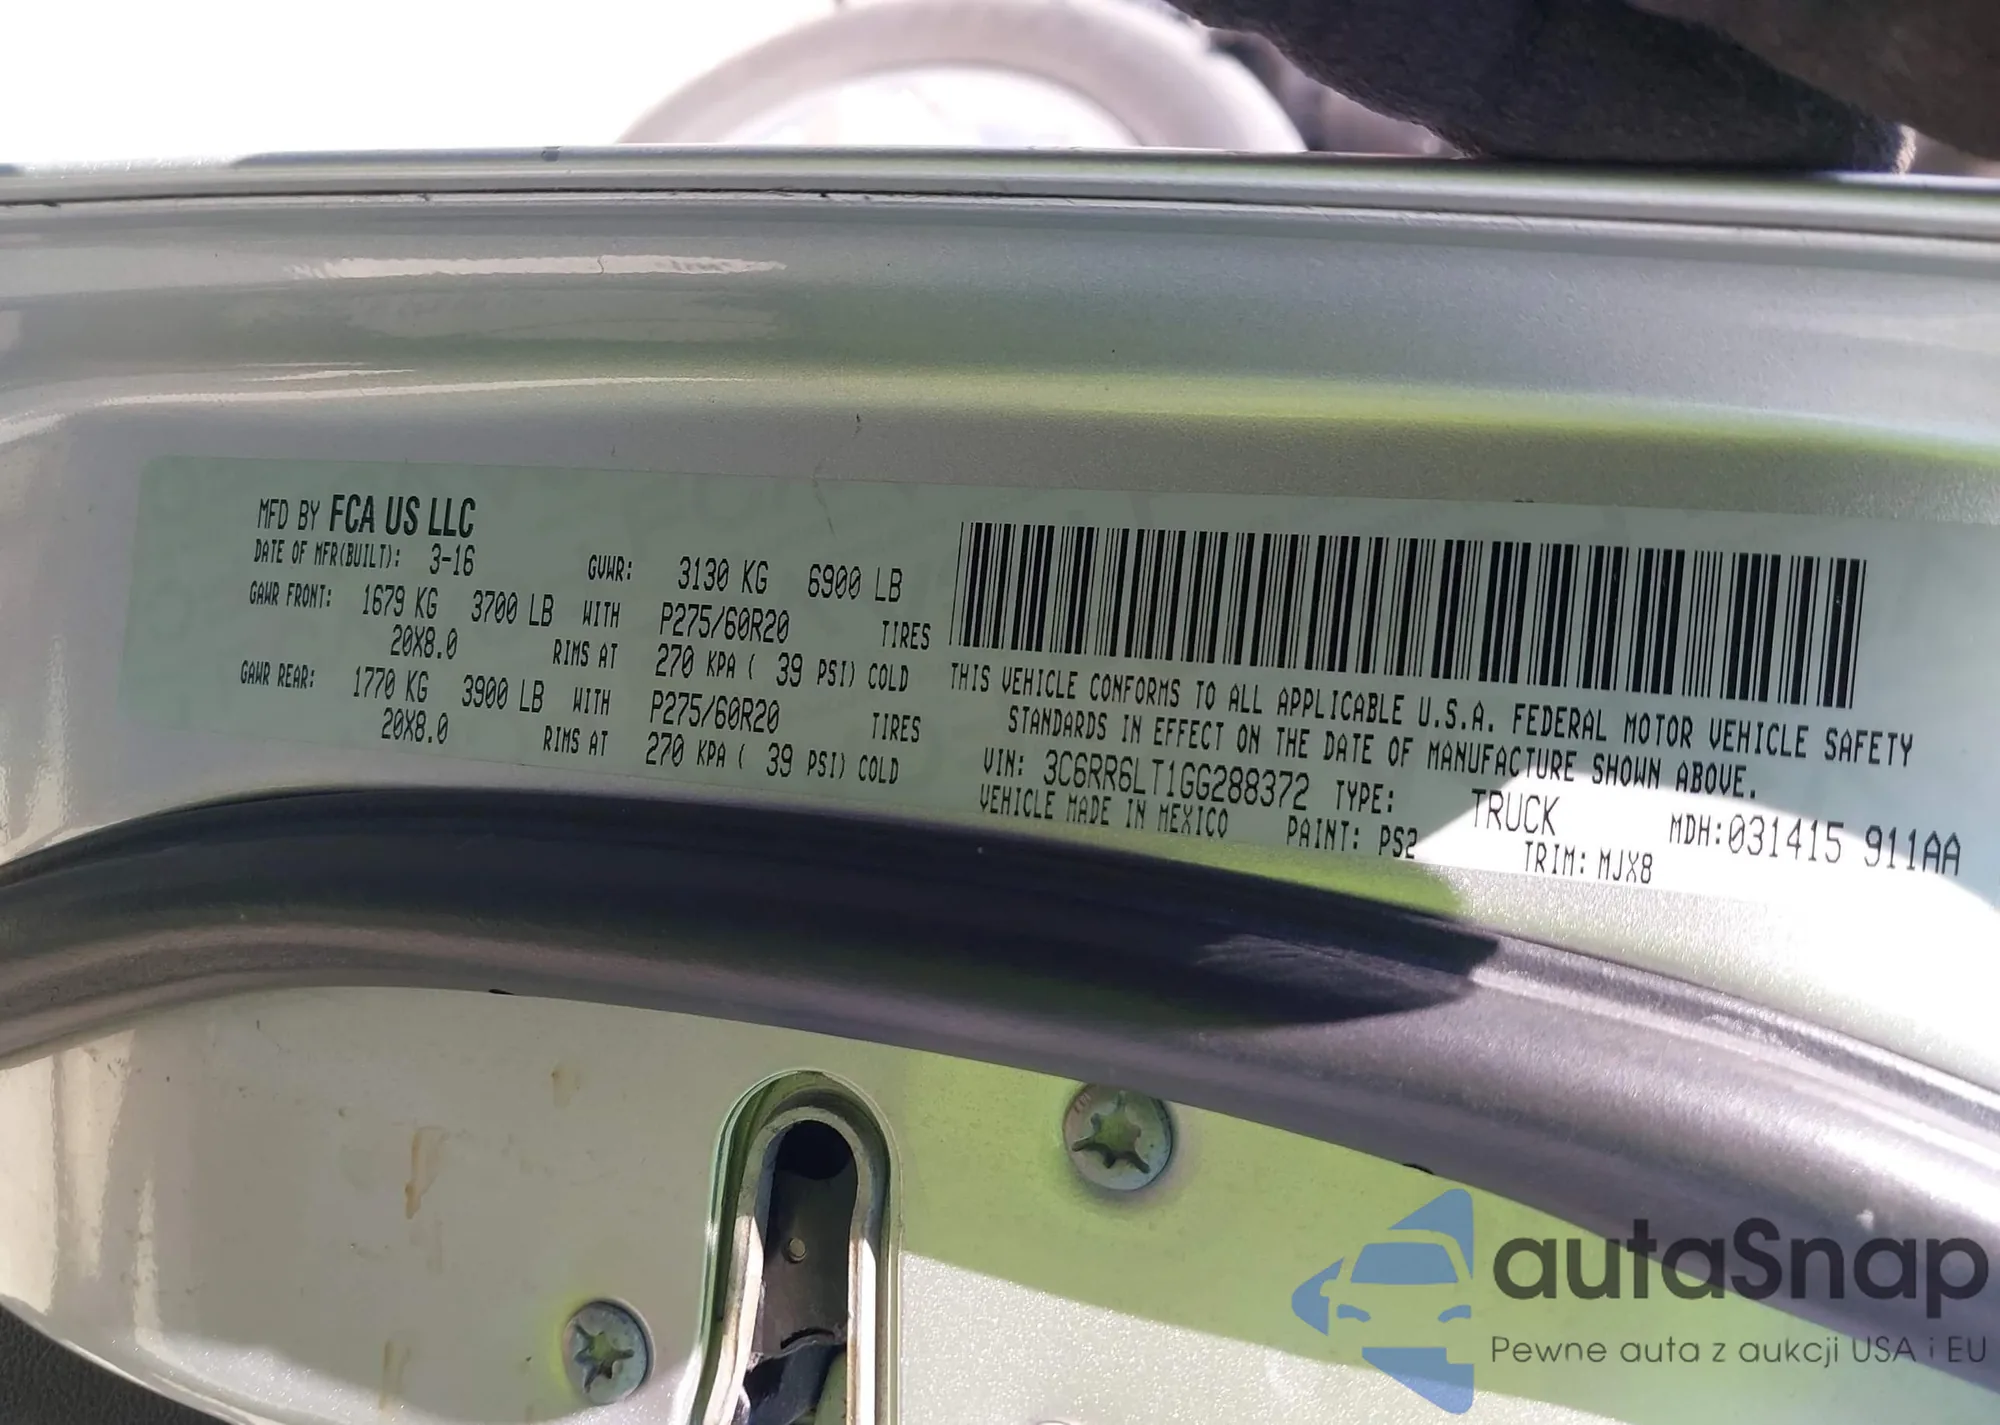 MFD BY FCA US LLC
DATE OF MFR(BUILT): 3-16 GVWR: 3130 KG 6900 LB
GAWR FRONT: 1679 KG 3700 LB WITH P275/60R20 TIRES
20X8.0 RIMS AT 270 KPA ( 39 PSI) COLD
GAWR REAR: 1770 KG 3900 LB WITH P275/60R20 TIRES
20X8.0 RIMS AT 270 KPA ( 39 PSI) COLD
THIS VEHICLE CONFORMS TO ALL APPLICABLE U.S.A. FEDERAL MOTOR VEHICLE SAFETY
STANDARDS IN EFFECT ON THE DATE OF MANUFACTURE SHOWN ABOVE.
VIN: 3C6RR6LT1GG288372 TYPE: TRUCK MDH:031415 911AA
VEHICLE MADE IN MEXICO PAINT: PS2 TRIM: MJX8
autaSnap
Pewne auta z aukcji USA i EU